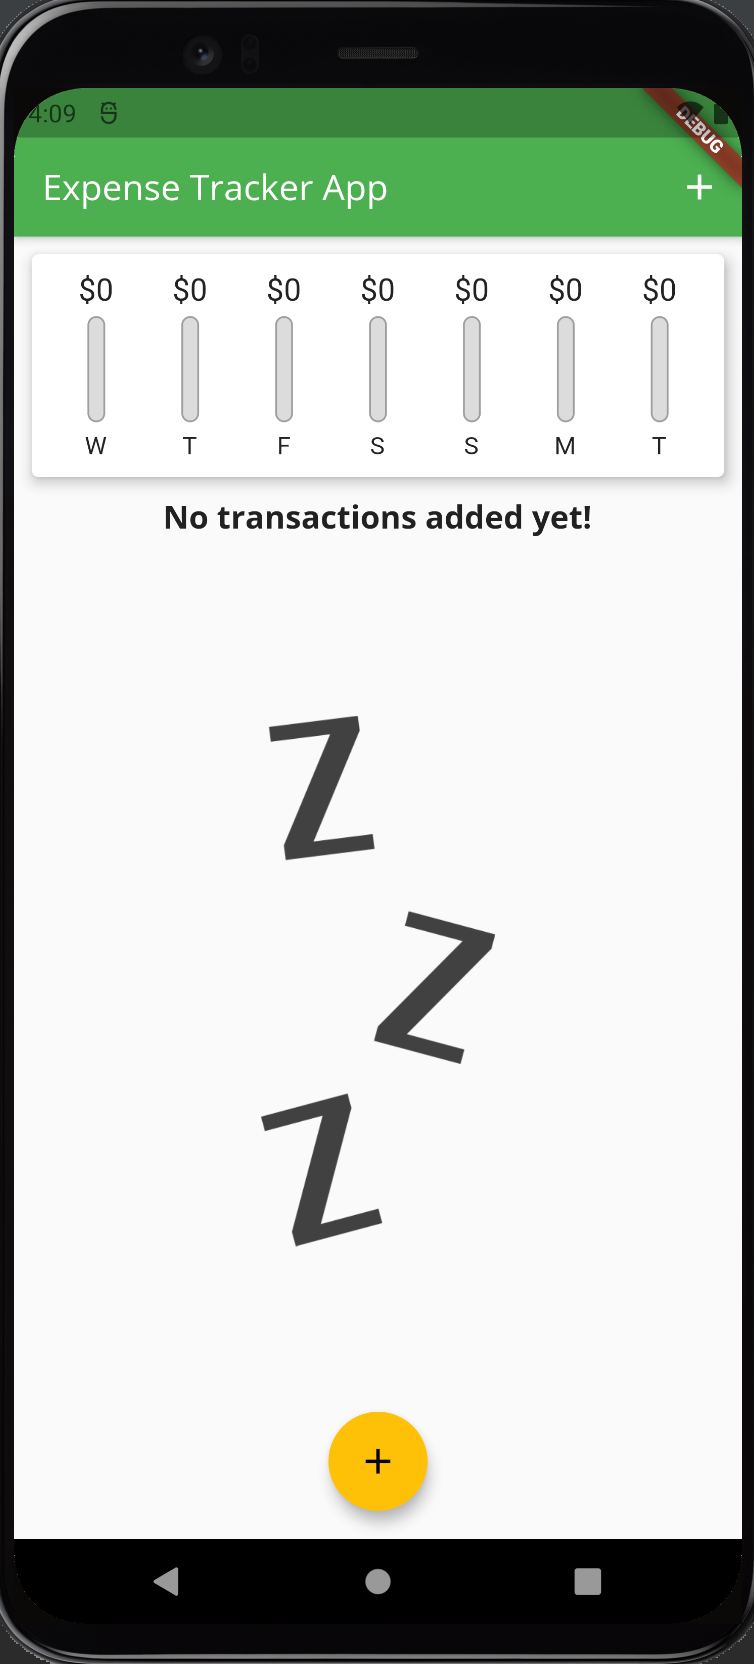 4:09
DEBUG
Expense Tracker App +
$0 $0 $0 $0 $0 $0 $0
W T F S S M T
No transactions added yet!
Z
Z
Z
+